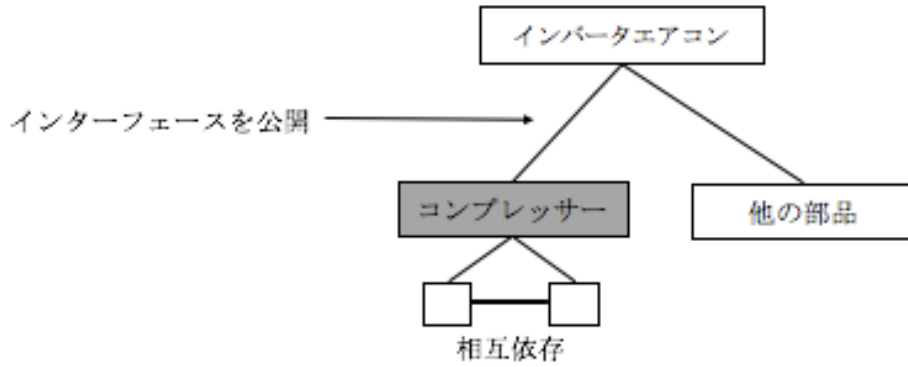 インバータエアコン
インターフェースを公開
コンプレッサー
他の部品
相互依存